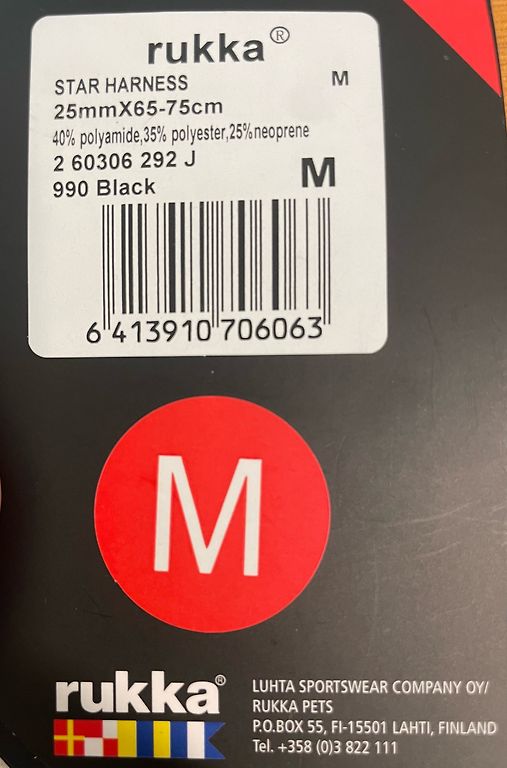 rukka®
STAR HARNESS M
25mmX65-75cm
40% polyamide,35% polyester,25%neoprene
2 60306 292 J
990 Black M
6 413910 706063
M
rukka®
LUHTA SPORTSWEAR COMPANY OY/
RUKKA PETS
P.O.BOX 55, FI-15501 LAHTI, FINLAND
Tel. +358 (0)3 822 111